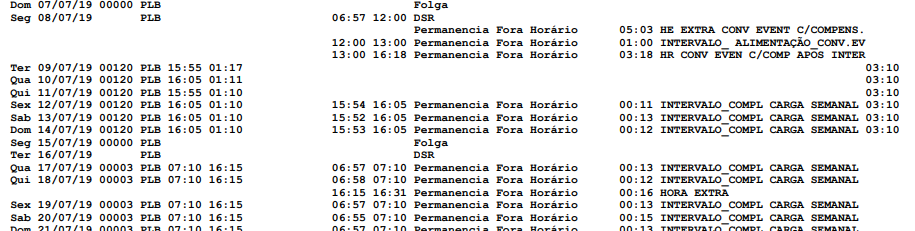 Dom 07/07/19 00000 PLB Folga
Seg 08/07/19 PLB 06:57 12:00 DSR
Permanencia Fora Horário 05:03 HE EXTRA CONV EVENT C/COMPENS.
12:00 13:00 Permanencia Fora Horário 01:00 INTERVALO_ ALIMENTAÇÃO_CONV.EV
13:00 16:18 Permanencia Fora Horário 03:18 HR CONV EVEN C/COMP APOS INTER
Ter 09/07/19 00120 PLB 15:55 01:17 03:10
Qua 10/07/19 00120 PLB 16:05 01:11 03:10
Qui 11/07/19 00120 PLB 15:55 01:10 03:10
Sex 12/07/19 00120 PLB 16:05 01:10 15:54 16:05 Permanencia Fora Horário 00:11 INTERVALO_COMPL CARGA SEMANAL 03:10
Sab 13/07/19 00120 PLB 16:05 01:10 15:52 16:05 Permanencia Fora Horário 00:13 INTERVALO_COMPL CARGA SEMANAL 03:10
Dom 14/07/19 00120 PLB 16:05 01:10 15:53 16:05 Permanencia Fora Horário 00:12 INTERVALO_COMPL CARGA SEMANAL 03:10
Seg 15/07/19 00000 PLB Folga
Ter 16/07/19 PLB DSR
Qua 17/07/19 00003 PLB 07:10 16:15 06:57 07:10 Permanencia Fora Horário 00:13 INTERVALO_COMPL CARGA SEMANAL
Qui 18/07/19 00003 PLB 07:10 16:15 06:58 07:10 Permanencia Fora Horário 00:12 INTERVALO_COMPL CARGA SEMANAL
16:15 16:31 Permanencia Fora Horário 00:16 HORA EXTRA
Sex 19/07/19 00003 PLB 07:10 16:15 06:57 07:10 Permanencia Fora Horário 00:13 INTERVALO_COMPL CARGA SEMANAL
Sab 20/07/19 00003 PLB 07:10 16:15 06:55 07:10 Permanencia Fora Horário 00:15 INTERVALO_COMPL CARGA SEMANAL
Dom 21/07/19 00003 PLB 07:10 16:15 06:57 07:10 Permanencia Fora Horário 00:13 INTERVALO_COMPL CARGA SEMANAL